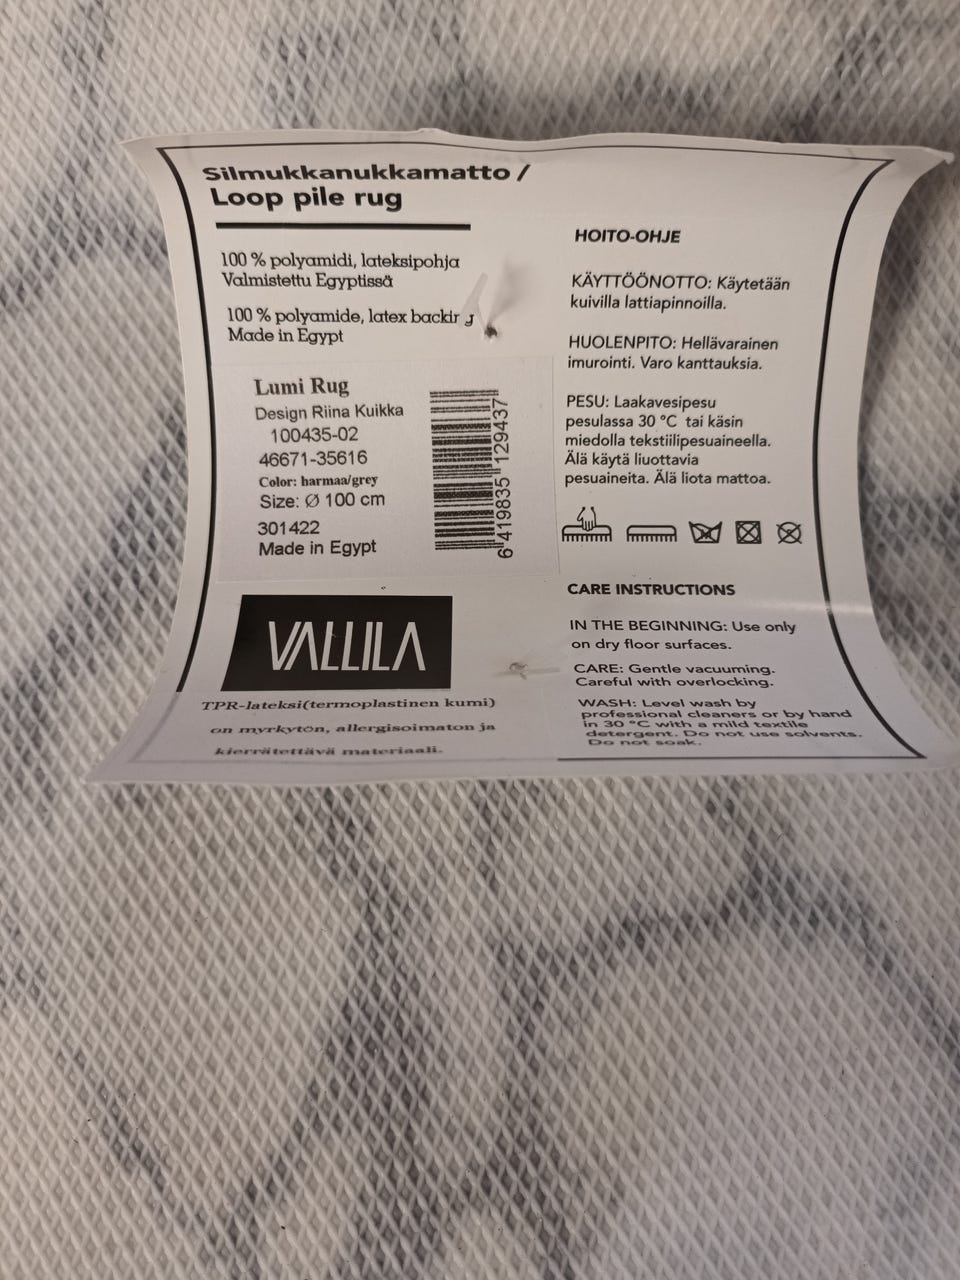 Silmukkanukkamatto /
Loop pile rug
100 % polyamidi, lateksipohja
Valmistettu Egyptissä
100 % polyamide, latex backing
Made in Egypt
Lumi Rug
Design Riina Kuikka
100435-02
46671-35616
Color: harmaa/grey
Size: Ø 100 cm
301422
Made in Egypt
6 419835 129437
VALLILA
TPR-lateksi(termoplastinen kumi)
on myrkytön, allergisoimaton ja
kierrätettävä materiaali.
HOITO-OHJE
KÄYTTÖÖNOTTO: Käytetään
kuivilla lattiapinnoilla.
HUOLENPITO: Hellävarainen
imurointi. Varo kanttauksia.
PESU: Laakavesipesu
pesulassa 30 °C tai käsin
miedolla tekstiilipesuaineella.
Älä käytä liuottavia
pesuaineita. Älä liota mattoa.
CARE INSTRUCTIONS
IN THE BEGINNING: Use only
on dry floor surfaces.
CARE: Gentle vacuuming.
Careful with overlocking.
WASH: Level wash by
professional cleaners or by hand
in 30 °C with a mild textile
detergent. Do not use solvents.
Do not soak.